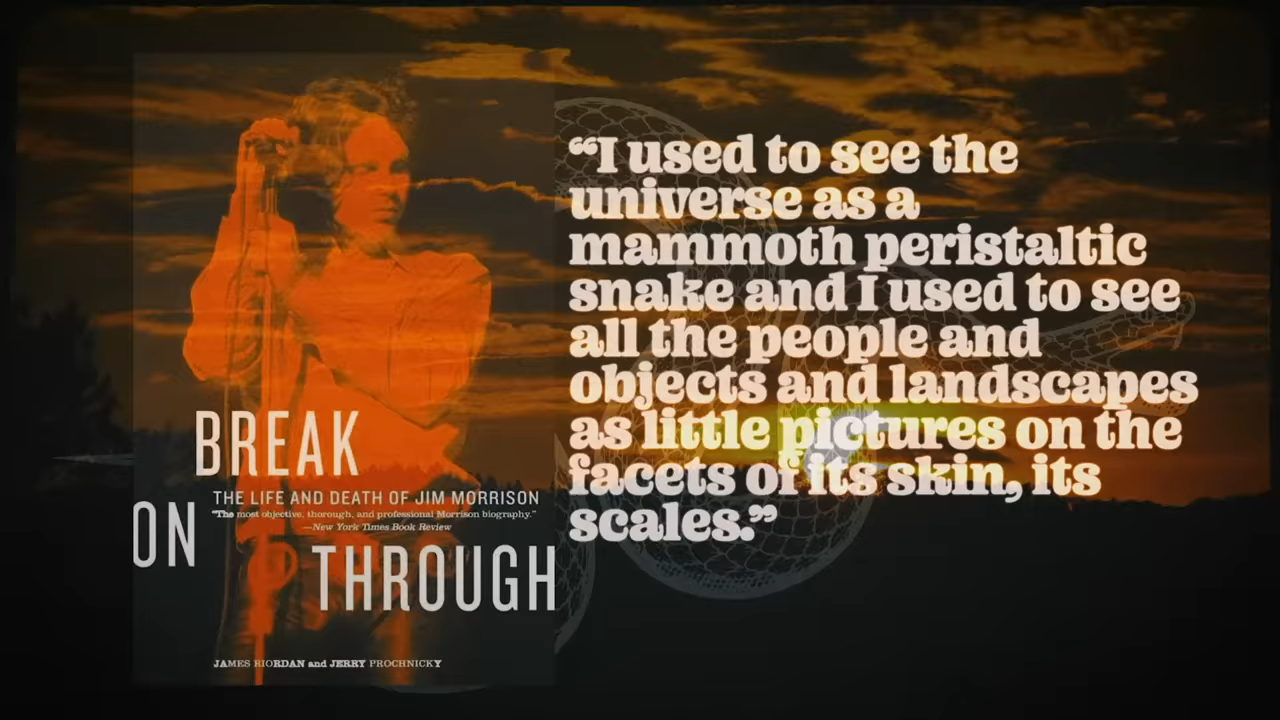 “I used to see the
universe as a
mammoth peristaltic
snake and I used to see
all the people and
objects and landscapes
as little pictures on the
facets of its skin, its
scales.”
BREAK
THE LIFE AND DEATH OF JIM MORRISON
"The most objective, thorough, and professional Morrison biography."
—New York Times Book Review
ON
THROUGH
JAMES RIORDAN and JERRY PROCHNICKY